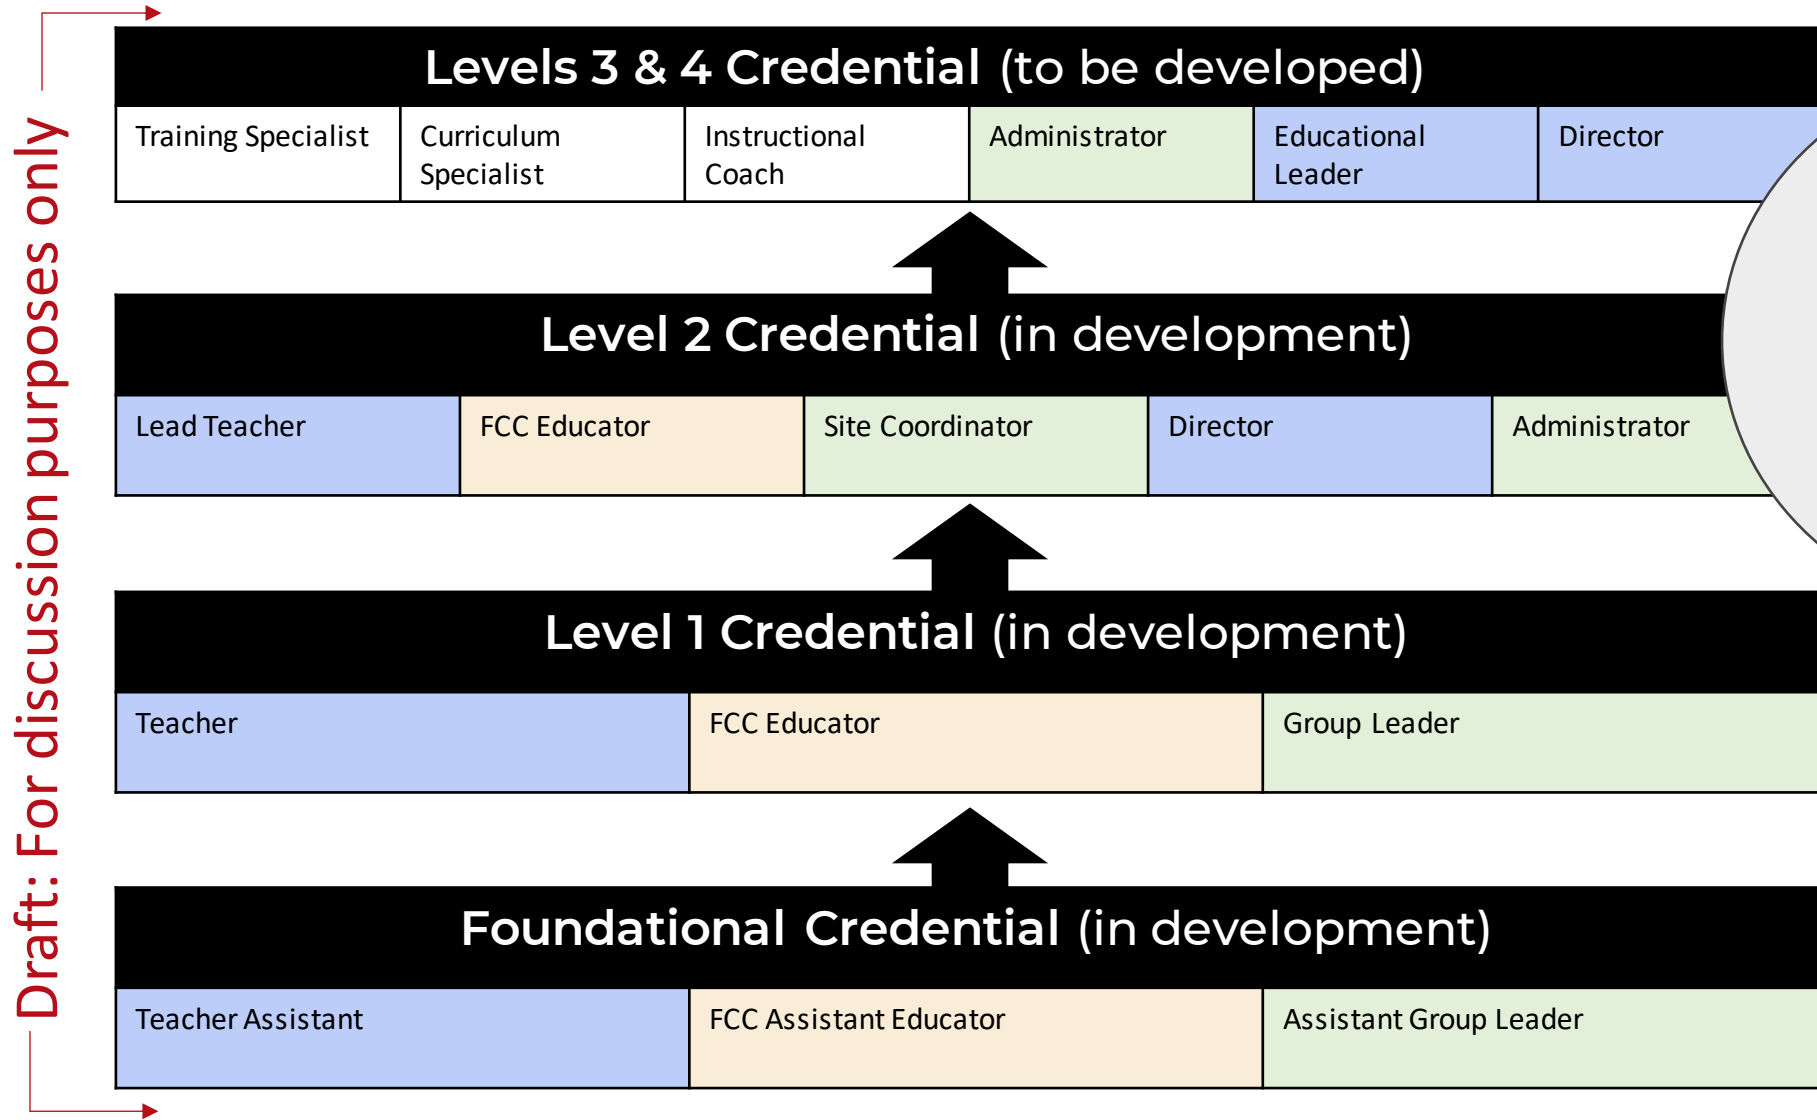 Draft: For discussion purposes only
Levels 3 & 4 Credential (to be developed)
Training Specialist
Curriculum
Specialist
Instructional
Coach
Administrator
Educational
Leader
Director
Level 2 Credential (in development)
Lead Teacher
FCC Educator
Site Coordinator
Director
Administrator
Level 1 Credential (in development)
Teacher
FCC Educator
Group Leader
Foundational Credential (in development)
Teacher Assistant
FCC Assistant Educator
Assistant Group Leader